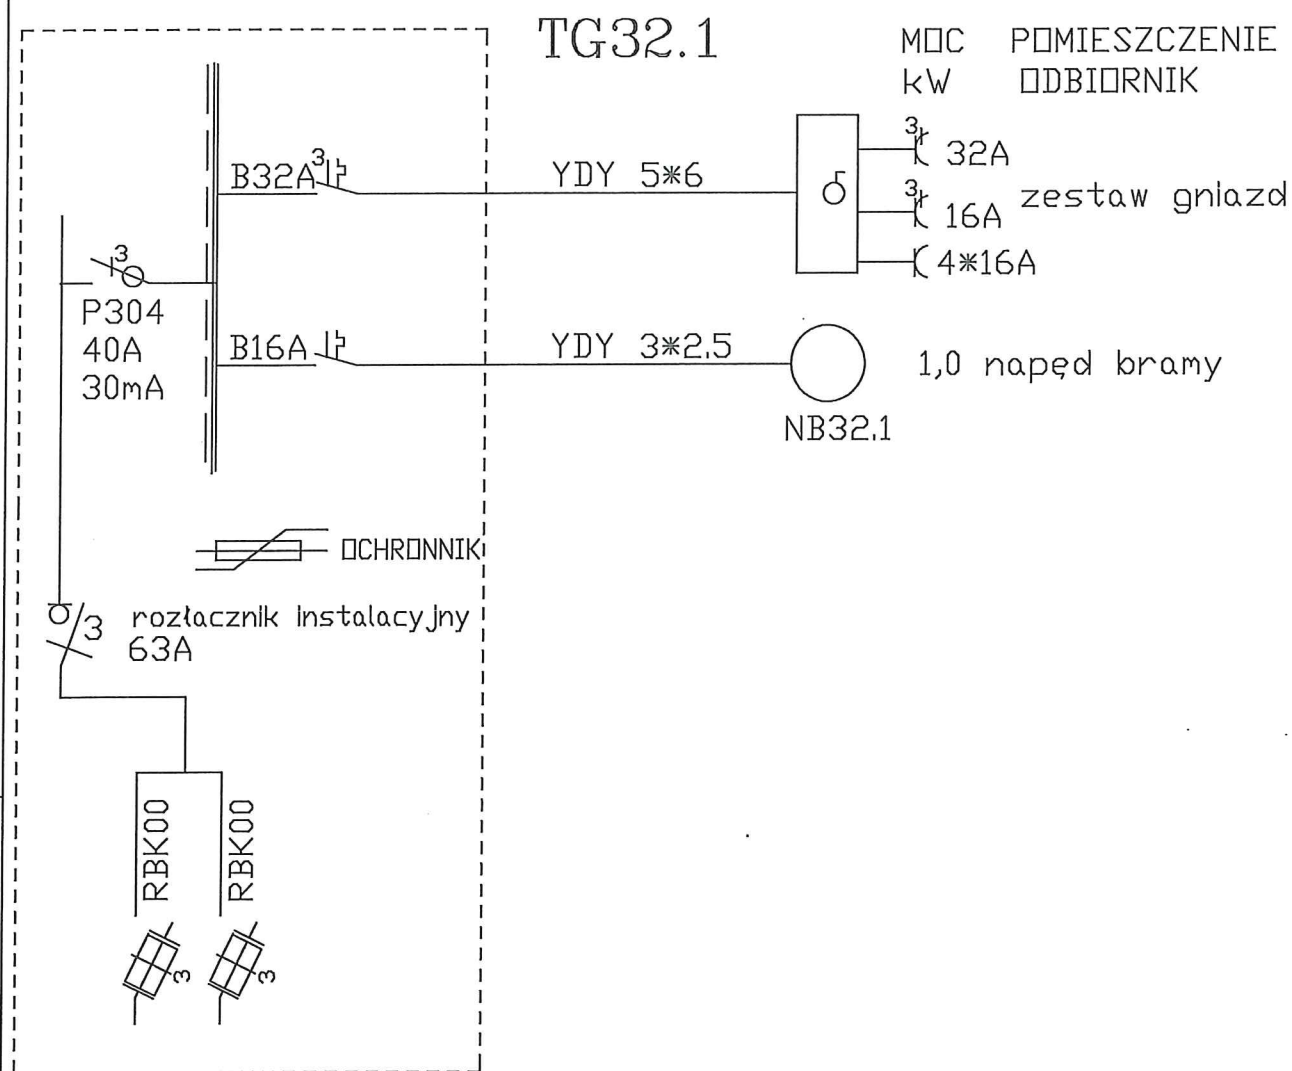 TG32.1
MOC POMIESZCZENIE
kW ODBIORNIK
B32A 3
YDY 5*6
3
32A
3
16A
zestaw gniazd
4*16A
3
P304
40A
30mA
B16A
YDY 3*2.5
1,0 napęd bramy
NB32.1
OCHRONNIK
3
rozłacznik instalacyjny
63A
RBK00
RBK00
3
3